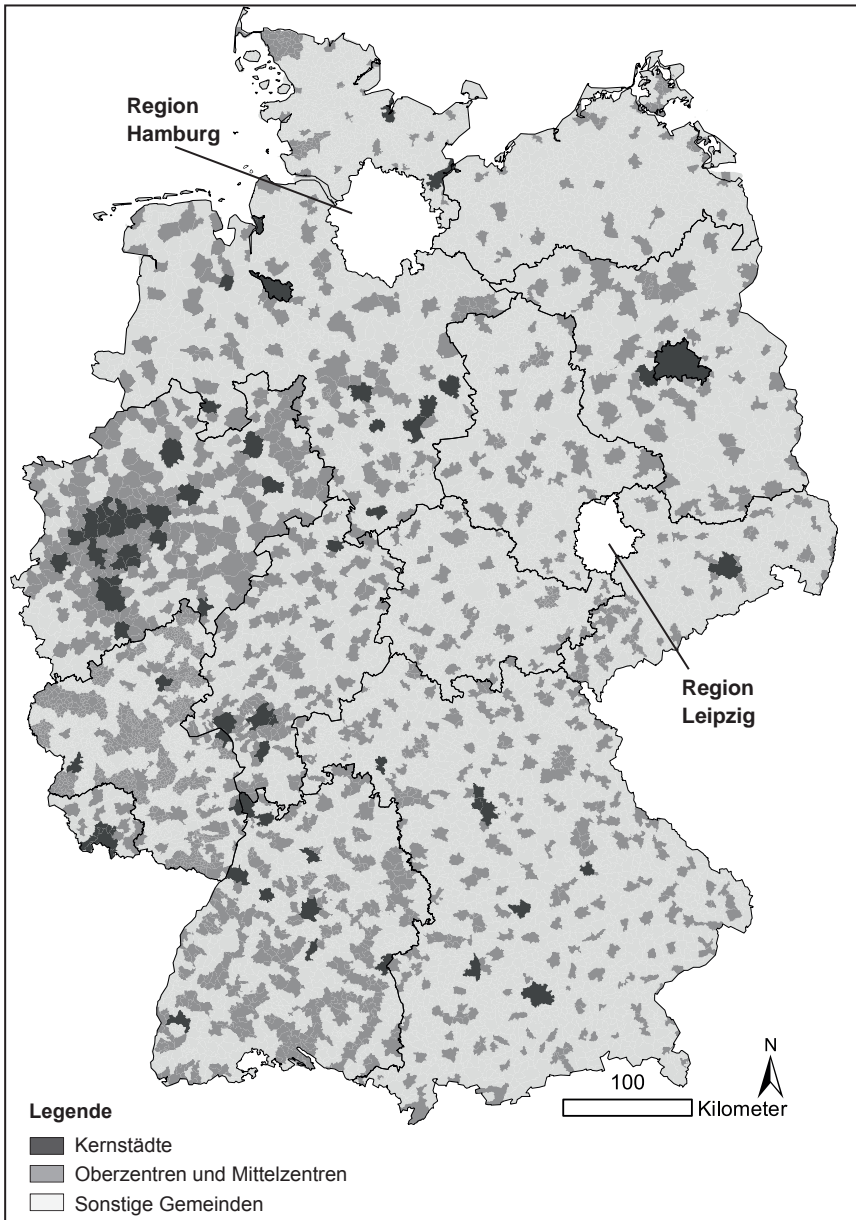 Region
Hamburg
Region
Leipzig
N
100
Kilometer
Legende
Kernstädte
Oberzentren und Mittelzentren
Sonstige Gemeinden